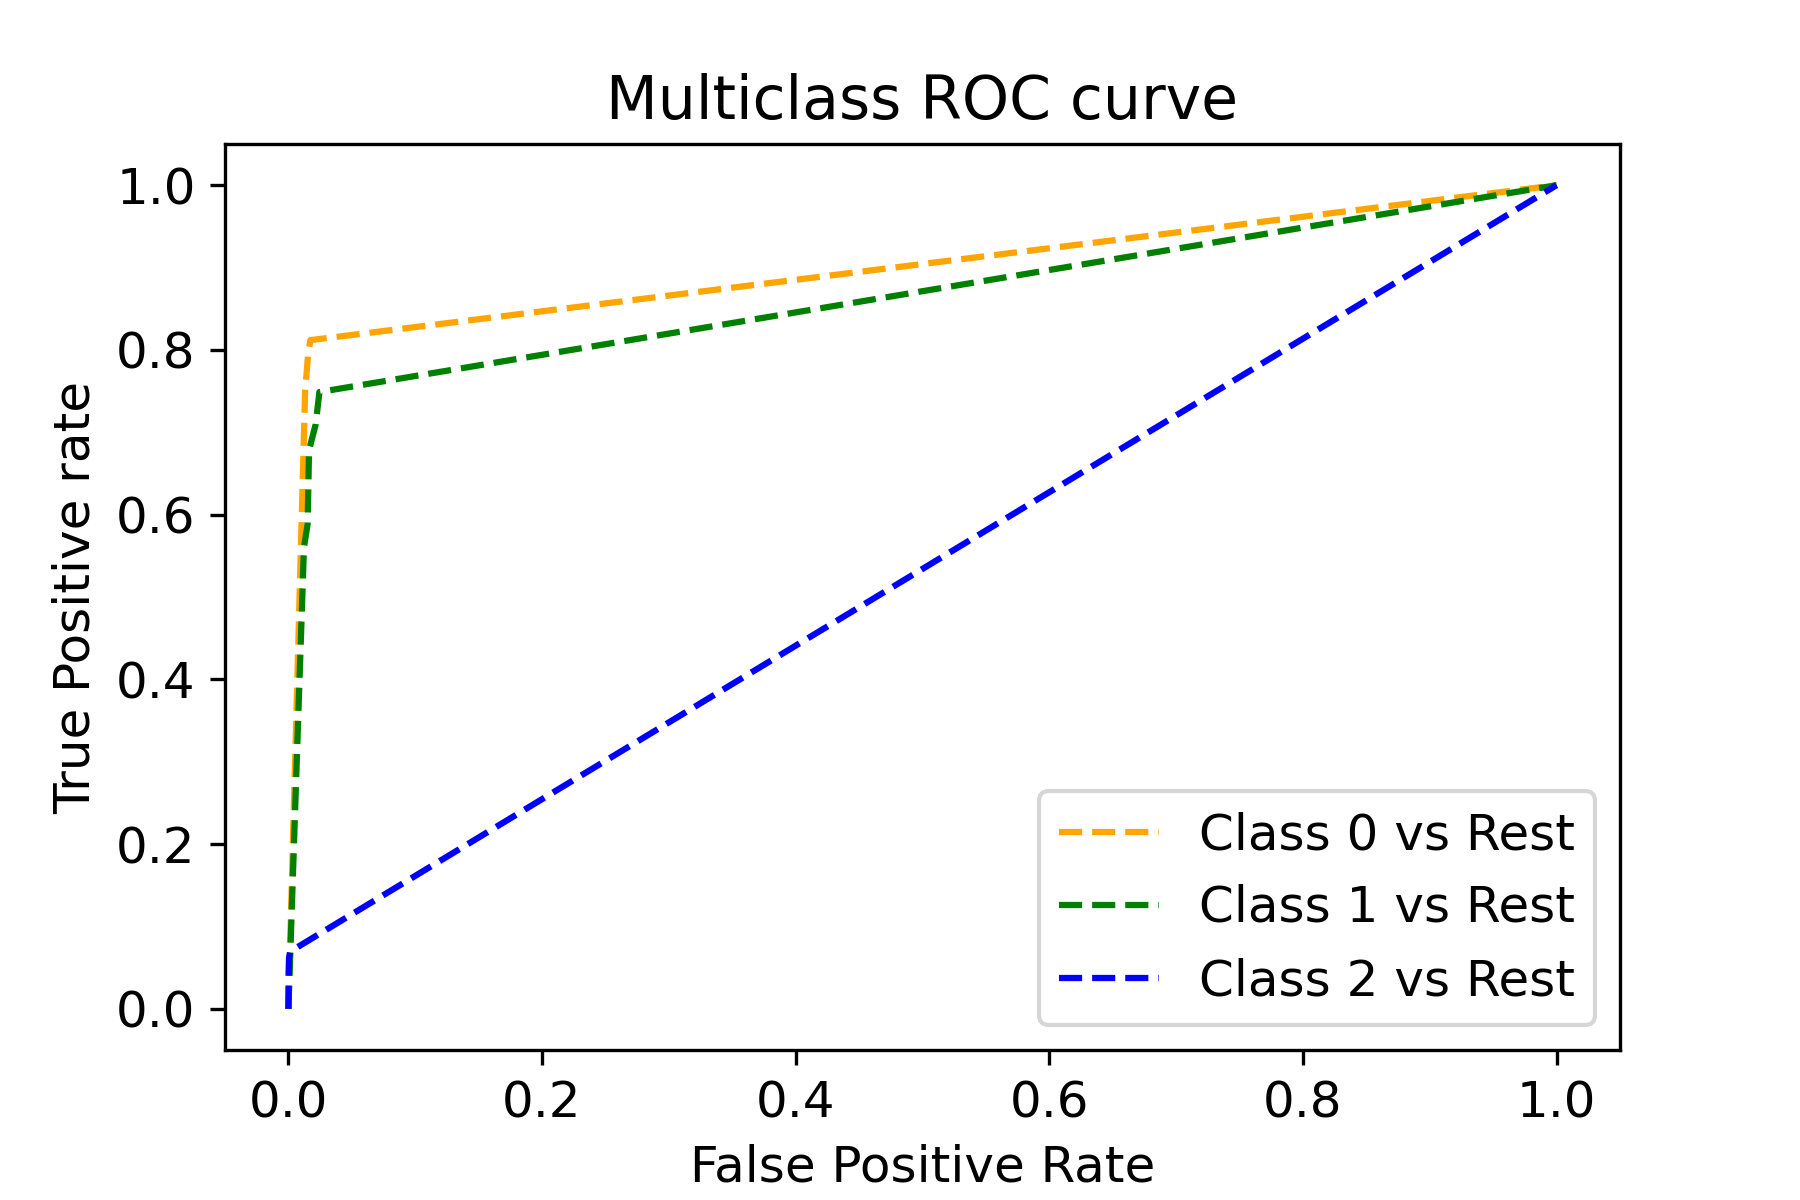 Multiclass ROC curve
1.0
0.8
0.6
0.4
0.2
0.0
True Positive rate
Class 0 vs Rest
Class 1 vs Rest
Class 2 vs Rest
0.0 0.2 0.4 0.6 0.8 1.0
False Positive Rate